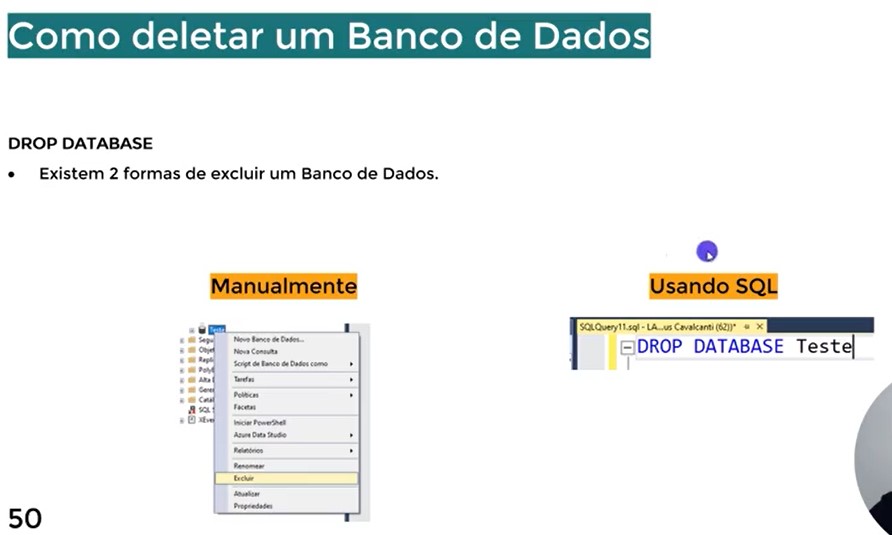 Como deletar um Banco de Dados
DROP DATABASE
• Existem 2 formas de excluir um Banco de Dados.
Manualmente
Usando SQL
Teste
Segu
Objet
Repli
PolyB
Alta D
Geren
Catál
SQL S
XEven
Novo Banco de Dados...
Nova Consulta
Script de Banco de Dados como
Tarefas
Políticas
Facetas
Iniciar PowerShell
Azure Data Studio
Relatórios
Renomear
Excluir
Atualizar
Propriedades
SQLQuery11.sql - LA...us Cavalcanti (62))*
DROP DATABASE Teste
50